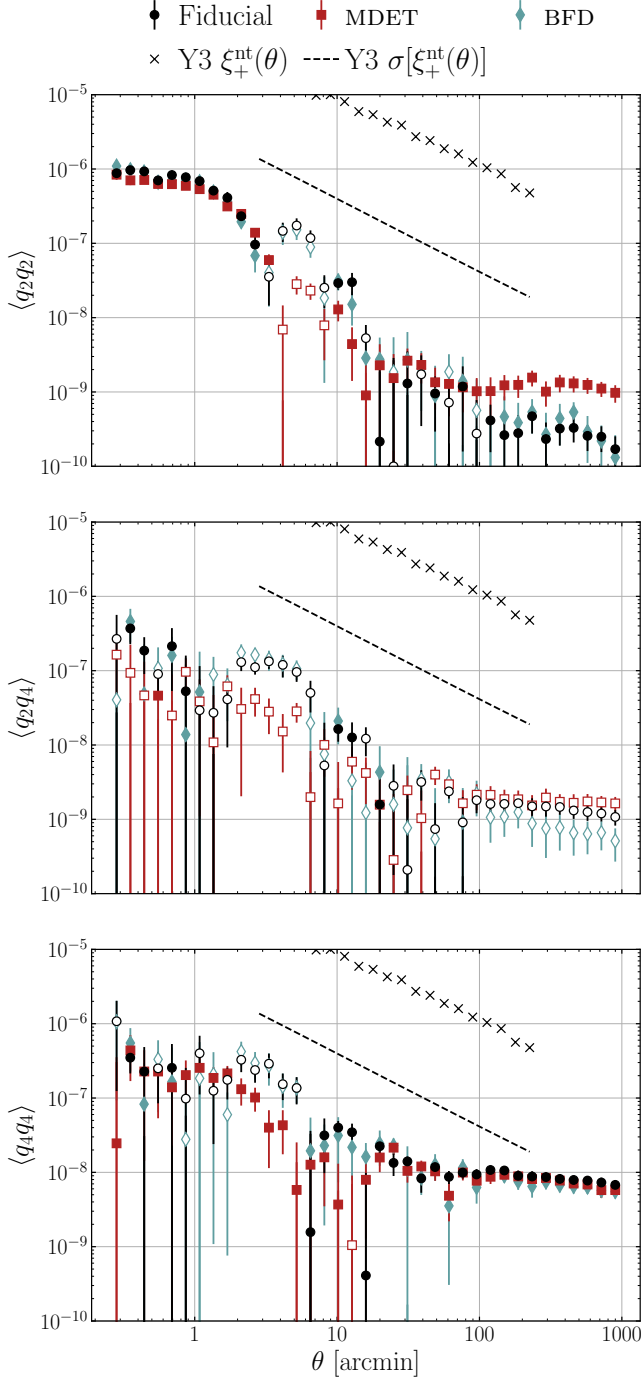 Fiducial MDET BFD
Y3 ξ₊ⁿᵗ(θ) Y3 σ[ξ₊ⁿᵗ(θ)]
10⁻⁵
10⁻⁶
10⁻⁷
10⁻⁸
10⁻⁹
10⁻¹⁰
⟨q₂q₂⟩
10⁻⁵
10⁻⁶
10⁻⁷
10⁻⁸
10⁻⁹
10⁻¹⁰
⟨q₂q₄⟩
10⁻⁵
10⁻⁶
10⁻⁷
10⁻⁸
10⁻⁹
10⁻¹⁰
⟨q₄q₄⟩
1 10 100 1000
θ [arcmin]